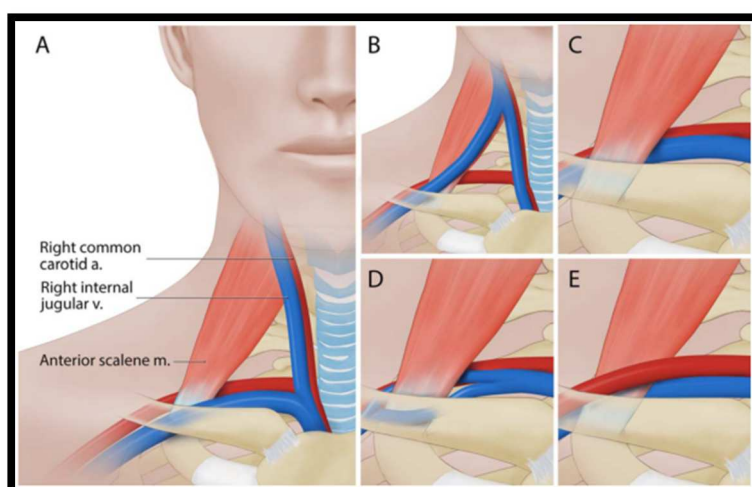 A
Right common
carotid a.
Right internal
jugular v.
Anterior scalene m.
B
C
D
E